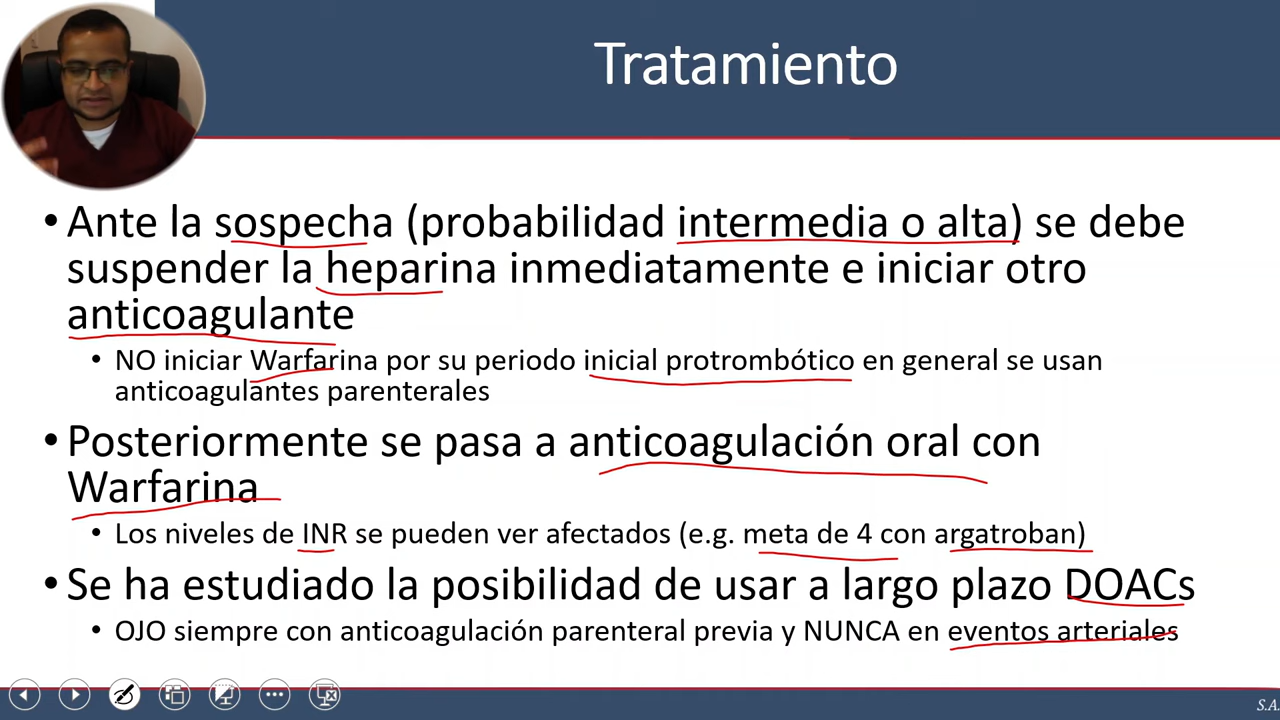 Tratamiento
• Ante la sospecha (probabilidad intermedia o alta) se debe
suspender la heparina inmediatamente e iniciar otro
anticoagulante
• NO iniciar Warfarina por su periodo inicial protrombótico en general se usan
anticoagulantes parenterales
• Posteriormente se pasa a anticoagulación oral con
Warfarina
• Los niveles de INR se pueden ver afectados (e.g. meta de 4 con argatroban)
• Se ha estudiado la posibilidad de usar a largo plazo DOACs
• OJO siempre con anticoagulación parenteral previa y NUNCA en eventos arteriales
S.A.